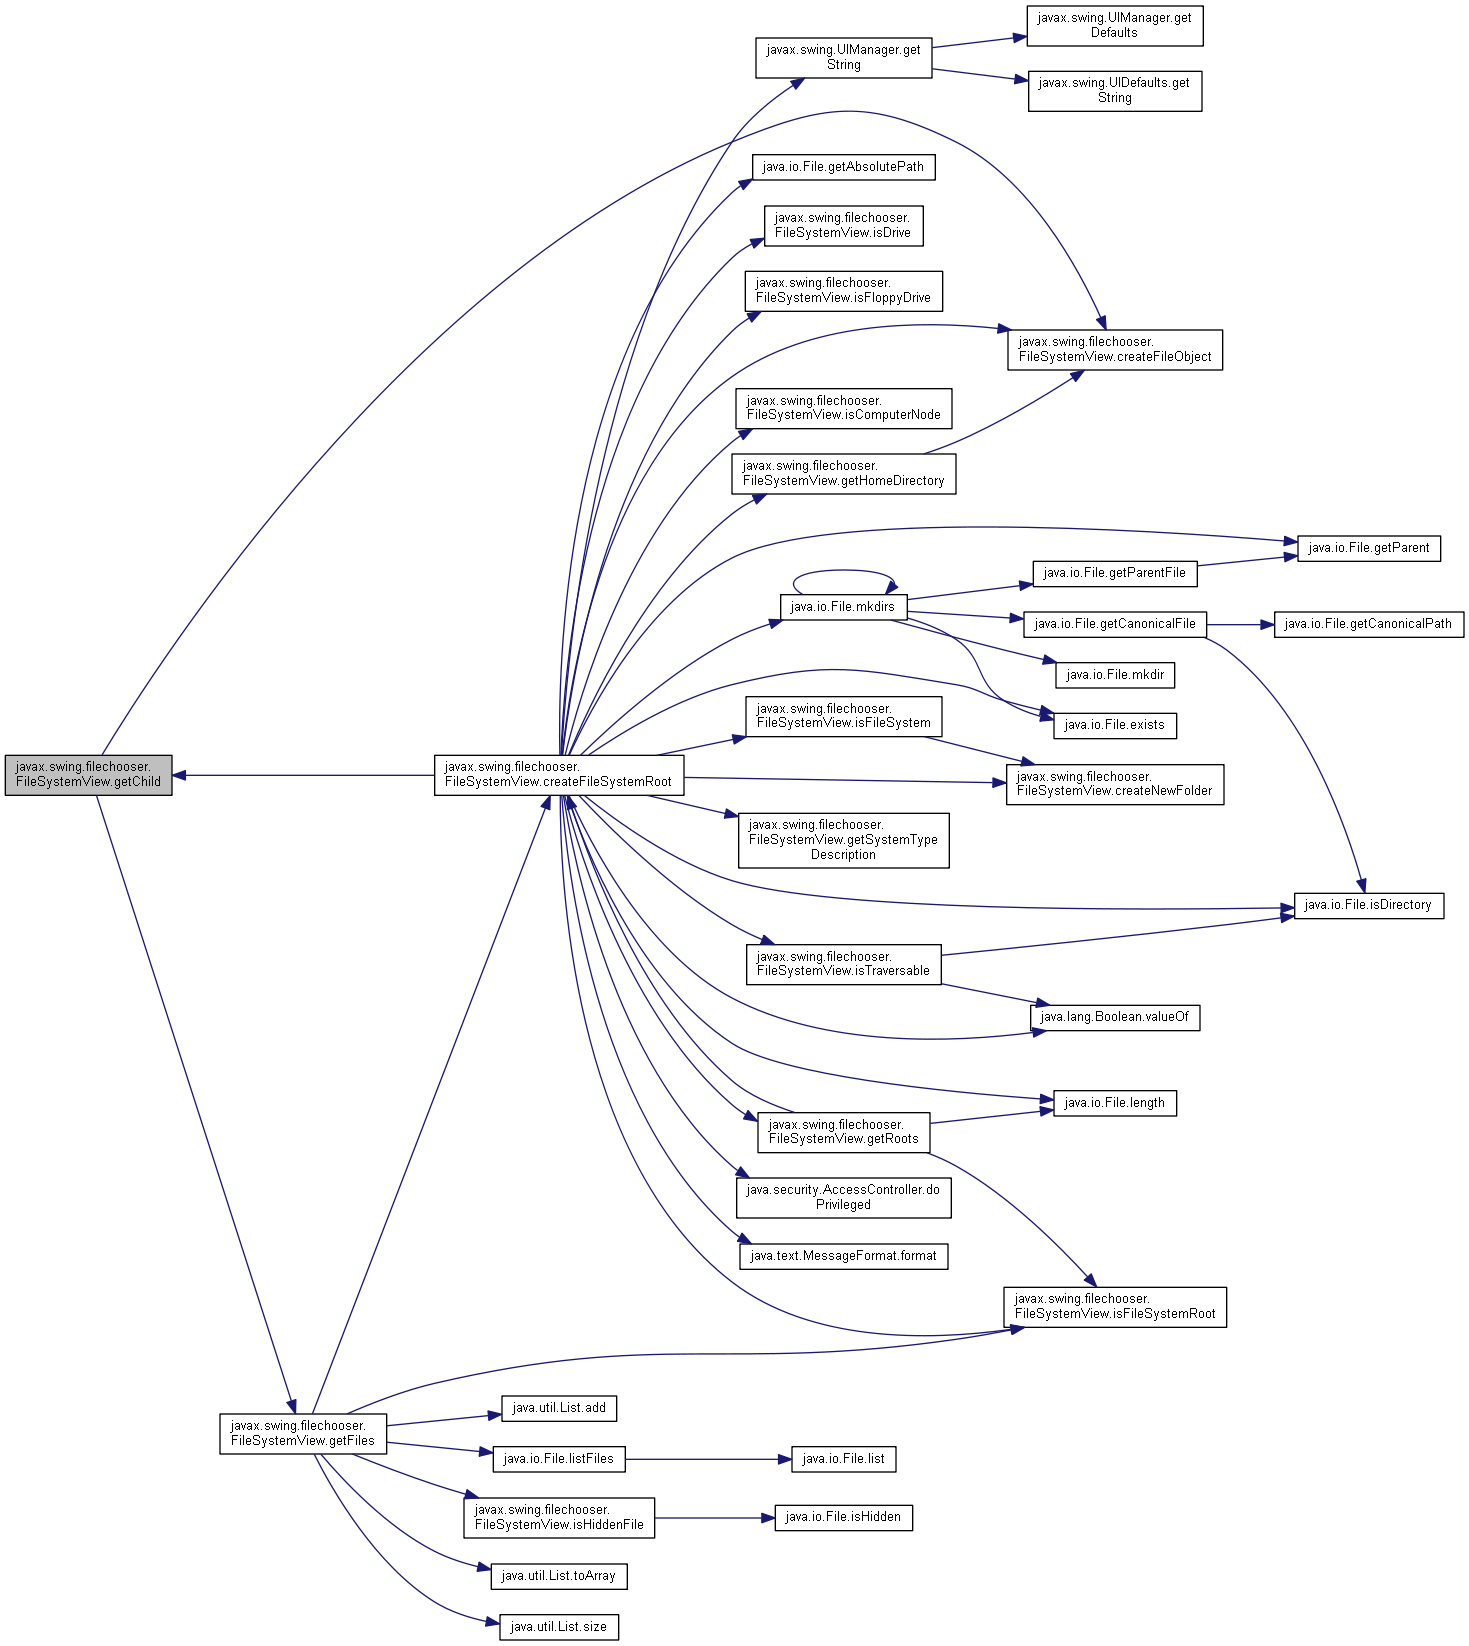 javax.swing.UIManager.get
Defaults
javax.swing.UIManager.get
String
javax.swing.UIDefaults.get
String
java.io.File.getAbsolutePath
javax.swing.filechooser.
FileSystemView.isDrive
javax.swing.filechooser.
FileSystemView.isFloppyDrive
javax.swing.filechooser.
FileSystemView.createFileObject
javax.swing.filechooser.
FileSystemView.isComputerNode
javax.swing.filechooser.
FileSystemView.getHomeDirectory
java.io.File.getParent
java.io.File.getParentFile
java.io.File.mkdirs
java.io.File.getCanonicalFile
java.io.File.getCanonicalPath
java.io.File.mkdir
javax.swing.filechooser.
FileSystemView.isFileSystem
java.io.File.exists
javax.swing.filechooser.
FileSystemView.getChild
javax.swing.filechooser.
FileSystemView.createFileSystemRoot
javax.swing.filechooser.
FileSystemView.createNewFolder
javax.swing.filechooser.
FileSystemView.getSystemType
Description
java.io.File.isDirectory
javax.swing.filechooser.
FileSystemView.isTraversable
java.lang.Boolean.valueOf
java.io.File.length
javax.swing.filechooser.
FileSystemView.getRoots
java.security.AccessController.do
Privileged
java.text.MessageFormat.format
javax.swing.filechooser.
FileSystemView.isFileSystemRoot
javax.swing.filechooser.
FileSystemView.getFiles
java.util.List.add
java.io.File.listFiles
java.io.File.list
javax.swing.filechooser.
FileSystemView.isHiddenFile
java.io.File.isHidden
java.util.List.toArray
java.util.List.size